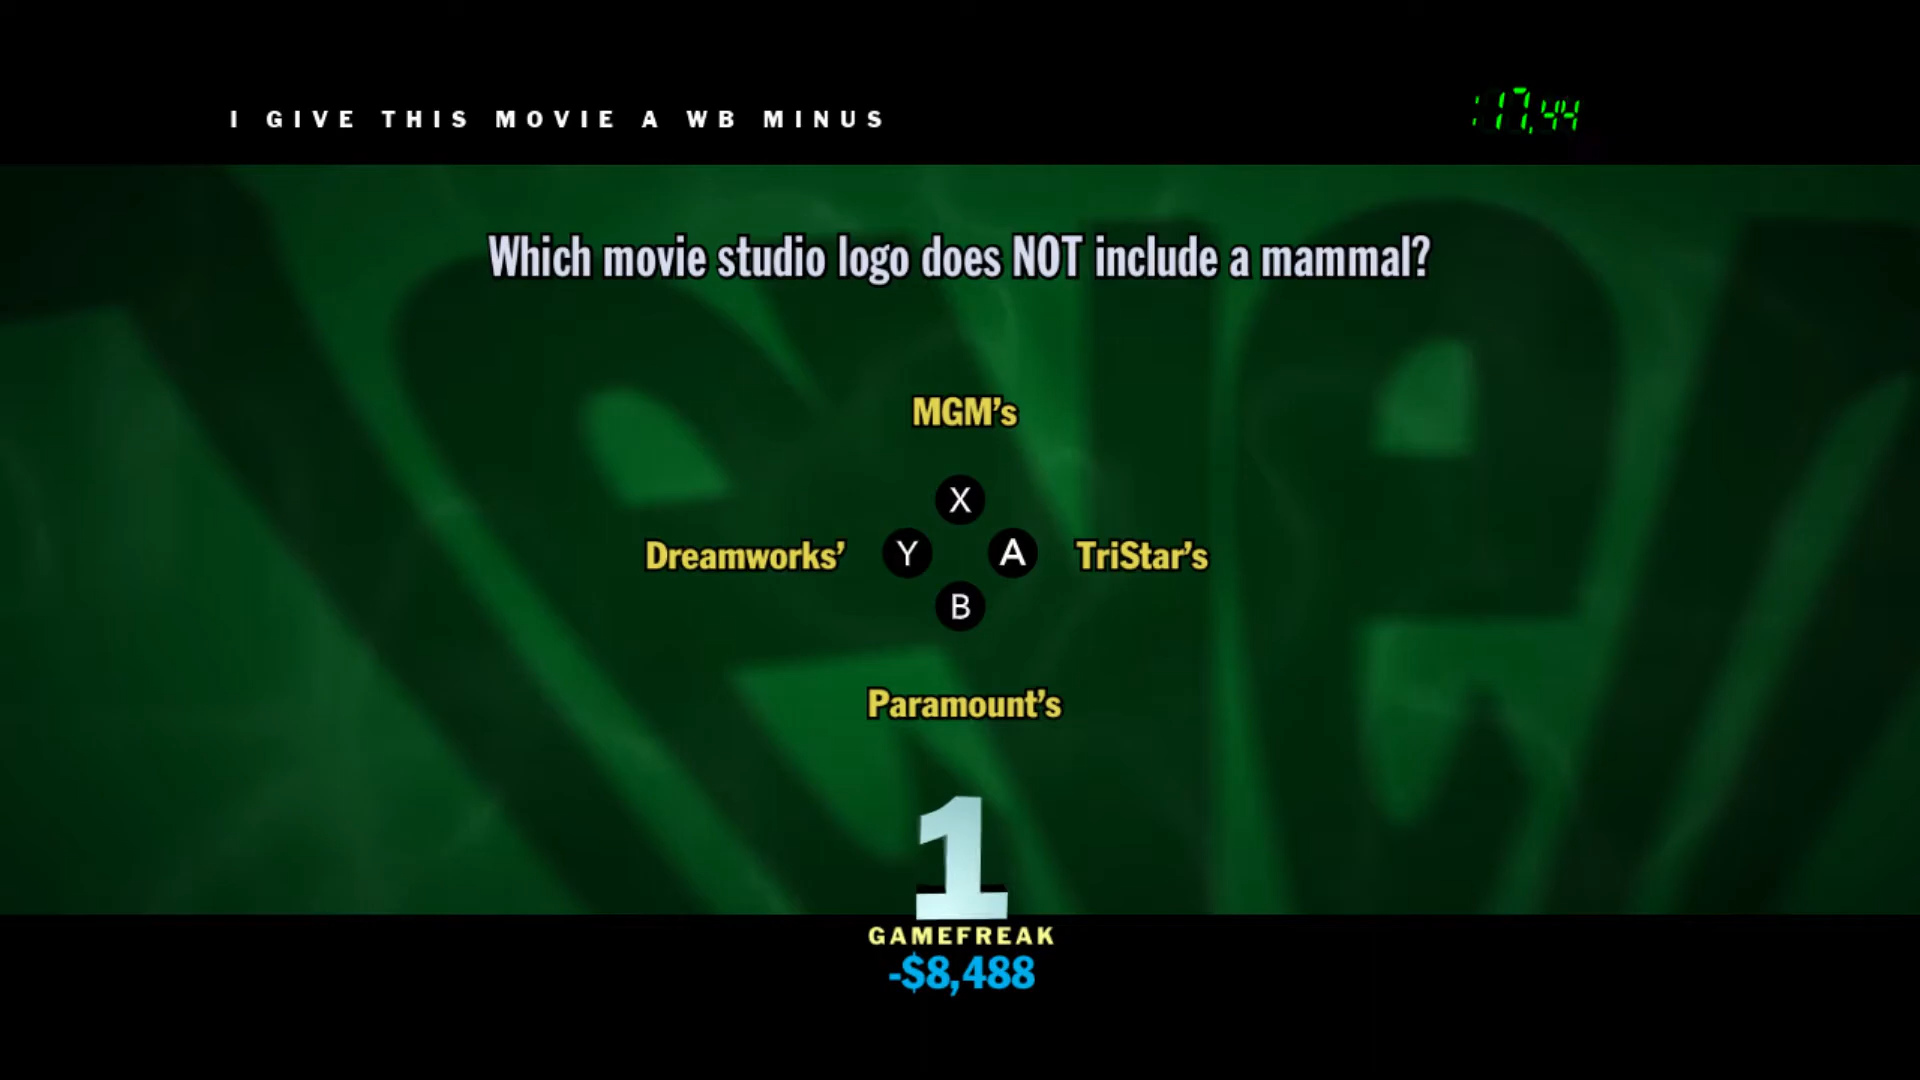 I GIVE THIS MOVIE A WB MINUS
:17.44
Which movie studio logo does NOT include a mammal?
MGM's
X
Dreamworks' Y A TriStar's
B
Paramount's
1
GAMEFREAK
-$8,488